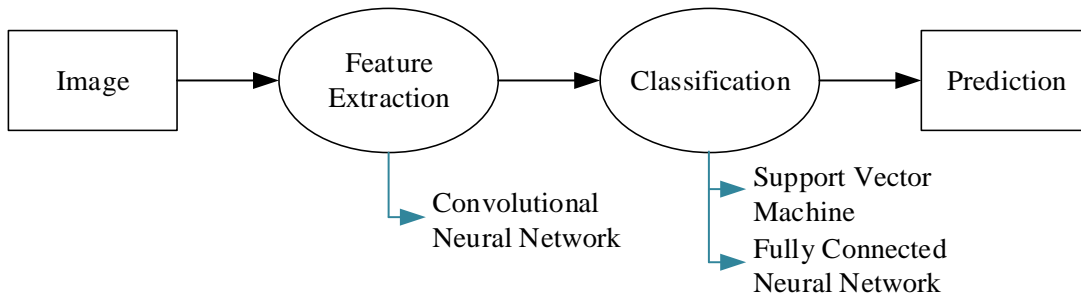 Image
Feature
Extraction
Classification
Prediction
Convolutional
Neural Network
Support Vector
Machine
Fully Connected
Neural Network